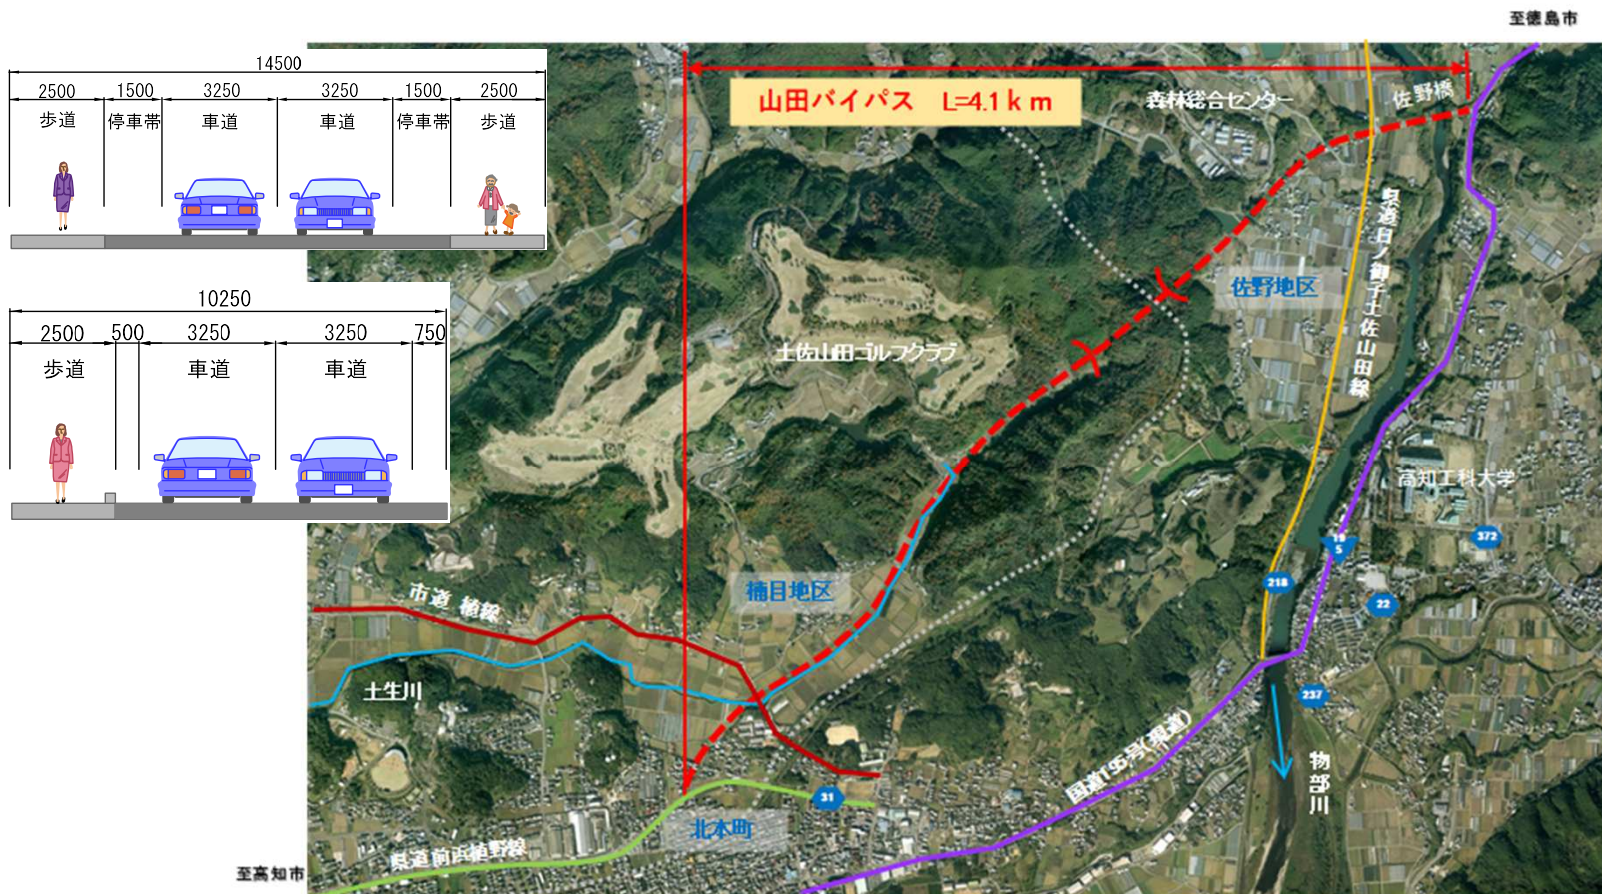 至徳島市
14500
2500 1500 3250 3250 1500 2500
歩道 停車帯 車道 車道 停車帯 歩道
山田バイパス L=4.1km
森林総合センター
佐野橋
県道日ノ御子土佐山田線
佐野地区
10250
2500 500 3250 3250 750
歩道 車道 車道
土佐山田ゴルフクラブ
高知工科大学
372
195
218
22
楠目地区
市道 植線
土生川
237
国道195号(現道)
物部川
31
北本町
県道前浜植野線
至高知市